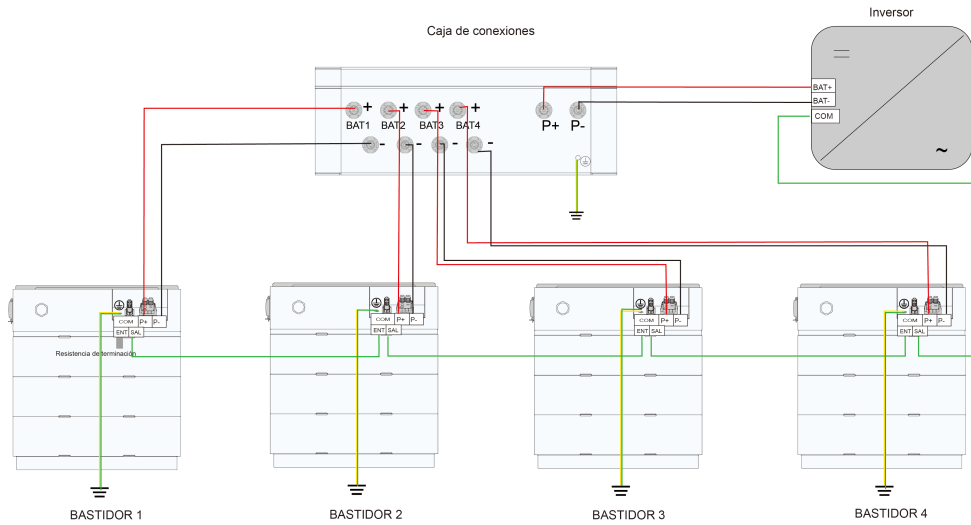 Inversor
Caja de conexiones
BAT+
BAT-
COM
~
+ + + +
BAT1 BAT2 BAT3 BAT4 P+ P-
- - - -
COM P+ P-
ENT SAL
Resistencia de terminación
COM P+ P-
ENT SAL
COM P+ P-
ENT SAL
COM P+ P-
ENT SAL
BASTIDOR 1 BASTIDOR 2 BASTIDOR 3 BASTIDOR 4